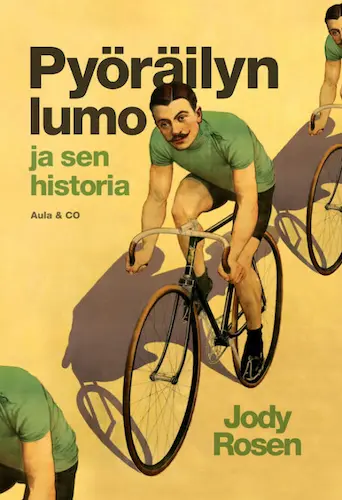 Pyöräilyn
lumo
ja sen
historia
Aula & CO
Jody
Rosen